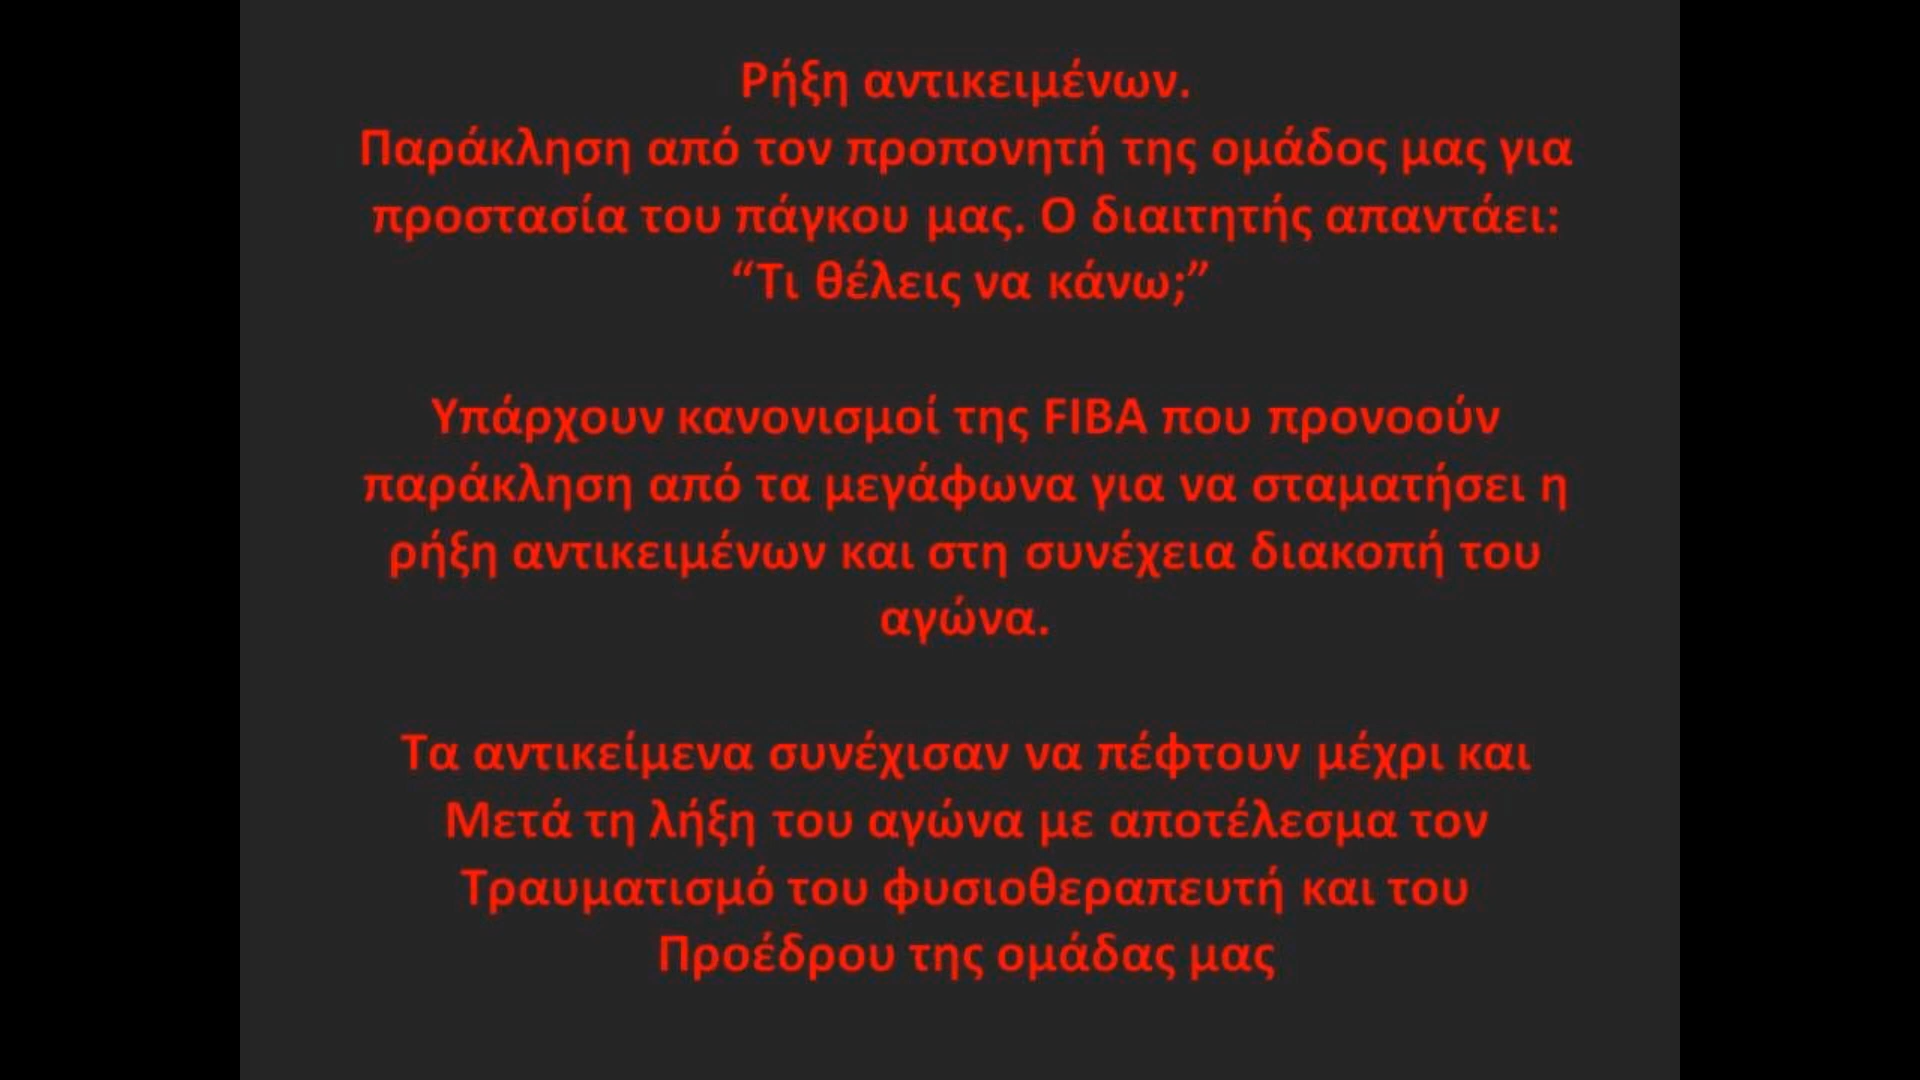 Ρήξη αντικειμένων.
Παράκληση από τον προπονητή της ομάδος μας για
προστασία του πάγκου μας. Ο διαιτητής απαντάει:
“Τι θέλεις να κάνω;”
Υπάρχουν κανονισμοί της FIBA που προνοούν
παράκληση από τα μεγάφωνα για να σταματήσει η
ρήξη αντικειμένων και στη συνέχεια διακοπή του
αγώνα.
Τα αντικείμενα συνέχισαν να πέφτουν μέχρι και
Μετά τη λήξη του αγώνα με αποτέλεσμα τον
Τραυματισμό του φυσιοθεραπευτή και του
Προέδρου της ομάδας μας